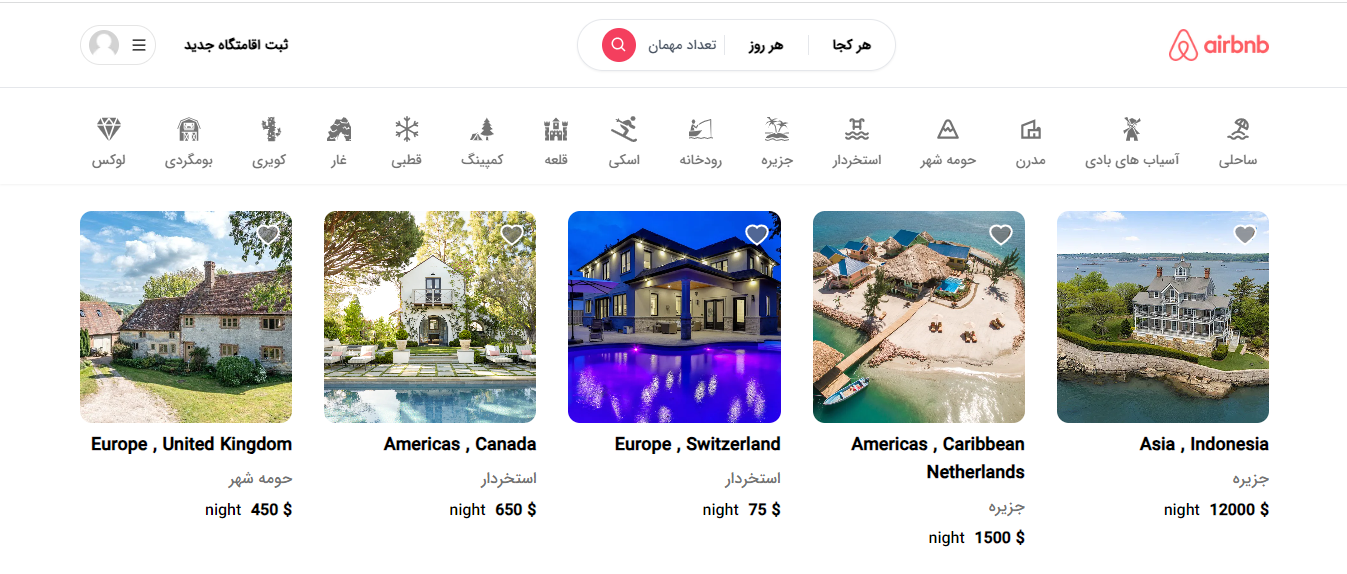 airbnb
هر کجا
هر روز
تعداد مهمان
ثبت اقامتگاه جدید
ساحلی
آسیاب های بادی
مدرن
حومه شهر
استخردار
جزیره
رودخانه
اسکی
قلعه
کمپینگ
قطبی
غار
کویری
بومگردی
لوکس
Asia , Indonesia
جزیره
night 12000 $
Americas , Caribbean
Netherlands
جزیره
night 1500 $
Europe , Switzerland
استخردار
night 75 $
Americas , Canada
استخردار
night 650 $
Europe , United Kingdom
حومه شهر
night 450 $